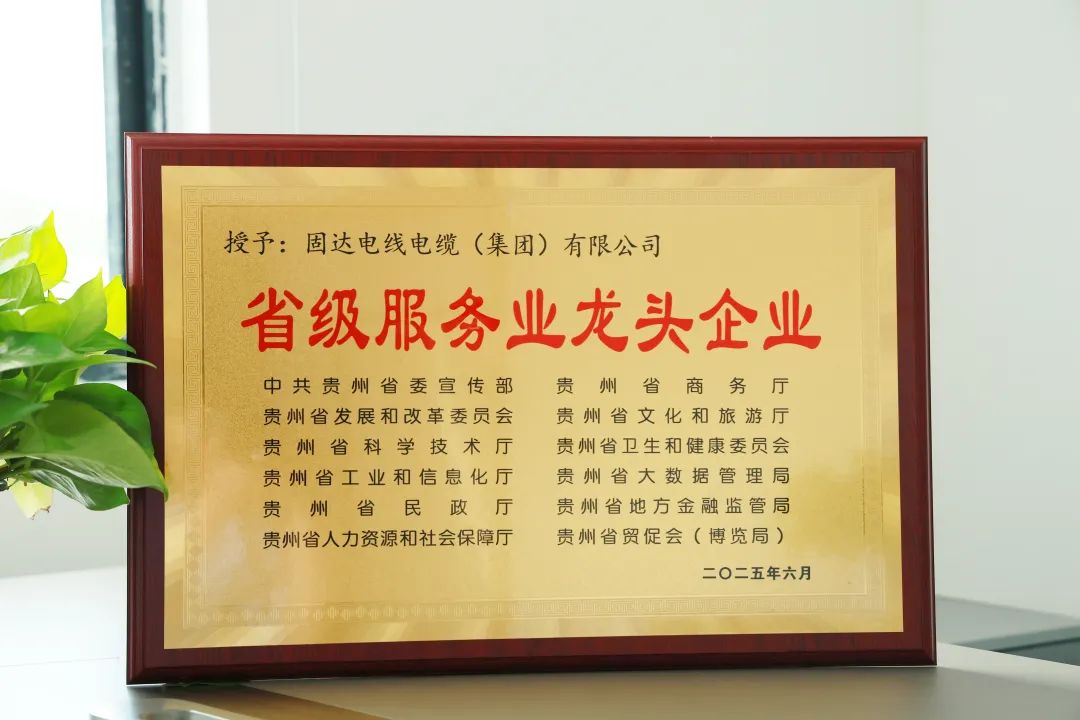 授予：固达电线电缆（集团）有限公司
省级服务业龙头企业
中共贵州省委宣传部
贵州省发展和改革委员会
贵州省科学技术厅
贵州省工业和信息化厅
贵州省民政厅
贵州省人力资源和社会保障厅
贵州省商务厅
贵州省文化和旅游厅
贵州省卫生和健康委员会
贵州省大数据管理局
贵州省地方金融监管局
贵州省贸促会（博览局）
二〇二五年六月